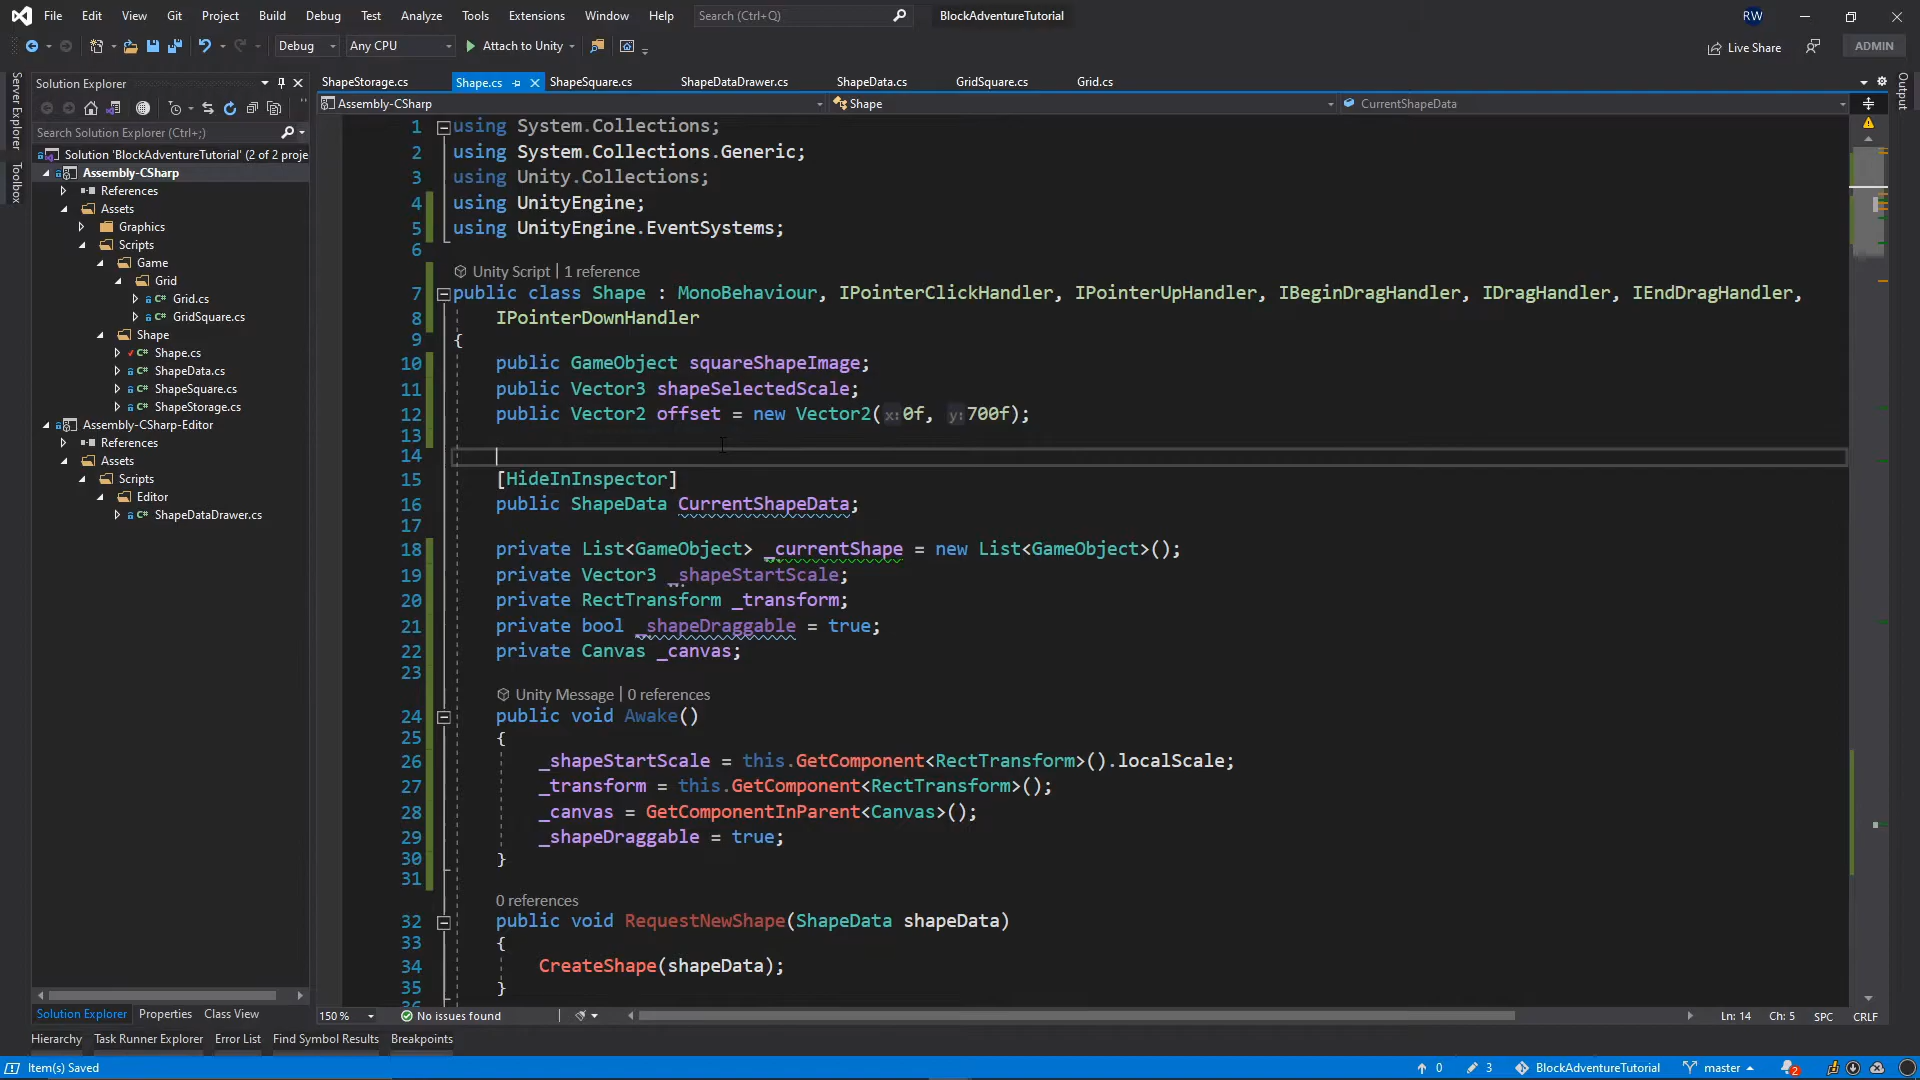 File Edit View Git Project Build Debug Test Analyze Tools Extensions Window Help Search (Ctrl+Q) BlockAdventureTutorial RW
Debug Any CPU Attach to Unity Live Share ADMIN
Solution Explorer
Search Solution Explorer (Ctrl+;)
Solution 'BlockAdventureTutorial' (2 of 2 proje
Assembly-CSharp
References
Assets
Graphics
Scripts
Game
Grid
C# Grid.cs
C# GridSquare.cs
Shape
C# Shape.cs
C# ShapeData.cs
C# ShapeSquare.cs
C# ShapeStorage.cs
Assembly-CSharp-Editor
References
Assets
Scripts
Editor
C# ShapeDataDrawer.cs
Solution Explorer Properties Class View
Server Explorer
Toolbox
Output
ShapeStorage.cs Shape.cs ShapeSquare.cs ShapeDataDrawer.cs ShapeData.cs GridSquare.cs Grid.cs
Assembly-CSharp Shape CurrentShapeData
1 using System.Collections;
2 using System.Collections.Generic;
3 using Unity.Collections;
4 using UnityEngine;
5 using UnityEngine.EventSystems;
6
Unity Script | 1 reference
7 public class Shape : MonoBehaviour, IPointerClickHandler, IPointerUpHandler, IBeginDragHandler, IDragHandler, IEndDragHandler,
8 IPointerDownHandler
9 {
10 public GameObject squareShapeImage;
11 public Vector3 shapeSelectedScale;
12 public Vector2 offset = new Vector2(x:0f, y:700f);
13
14
15 [HideInInspector]
16 public ShapeData CurrentShapeData;
17
18 private List<GameObject> _currentShape = new List<GameObject>();
19 private Vector3 _shapeStartScale;
20 private RectTransform _transform;
21 private bool _shapeDraggable = true;
22 private Canvas _canvas;
23
Unity Message | 0 references
24 public void Awake()
25 {
26 _shapeStartScale = this.GetComponent<RectTransform>().localScale;
27 _transform = this.GetComponent<RectTransform>();
28 _canvas = GetComponentInParent<Canvas>();
29 _shapeDraggable = true;
30 }
31
0 references
32 public void RequestNewShape(ShapeData shapeData)
33 {
34 CreateShape(shapeData);
35 }
36
150 % No issues found Ln: 14 Ch: 5 SPC CRLF
Hierarchy Task Runner Explorer Error List Find Symbol Results Breakpoints
Item(s) Saved 0 3 BlockAdventureTutorial master 2